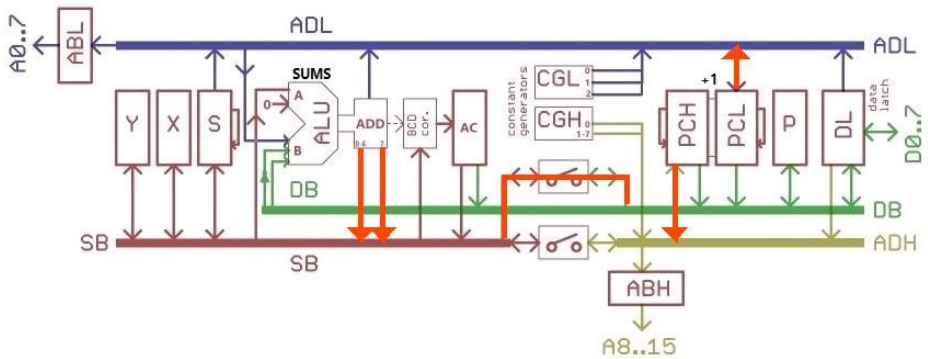 ADL
ADL
A0..7
ABL
SUMS
+1
Y
X
S
0
A
B
ALU
ADD
0-6
7
BCD
cor.
AC
constant
generators
CGL
0
1
2
CGH
0
1-7
PCH
PCL
P
DL
data
latch
D0..7
DB
DB
SB
SB
ADH
ABH
A8..15